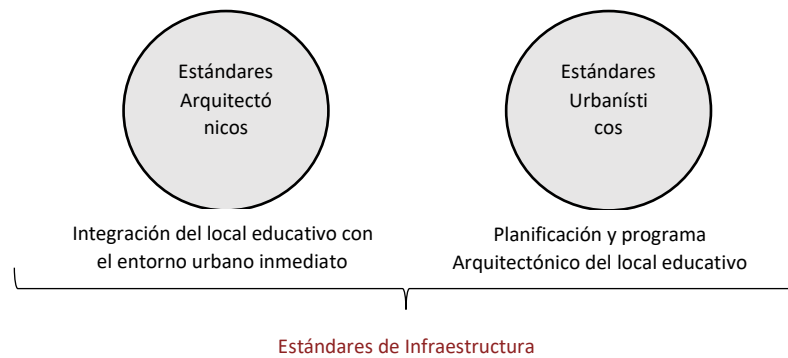 Estándares
Arquitectó
nicos
Estándares
Urbanísti
cos
Integración del local educativo con
el entorno urbano inmediato
Planificación y programa
Arquitectónico del local educativo
Estándares de Infraestructura